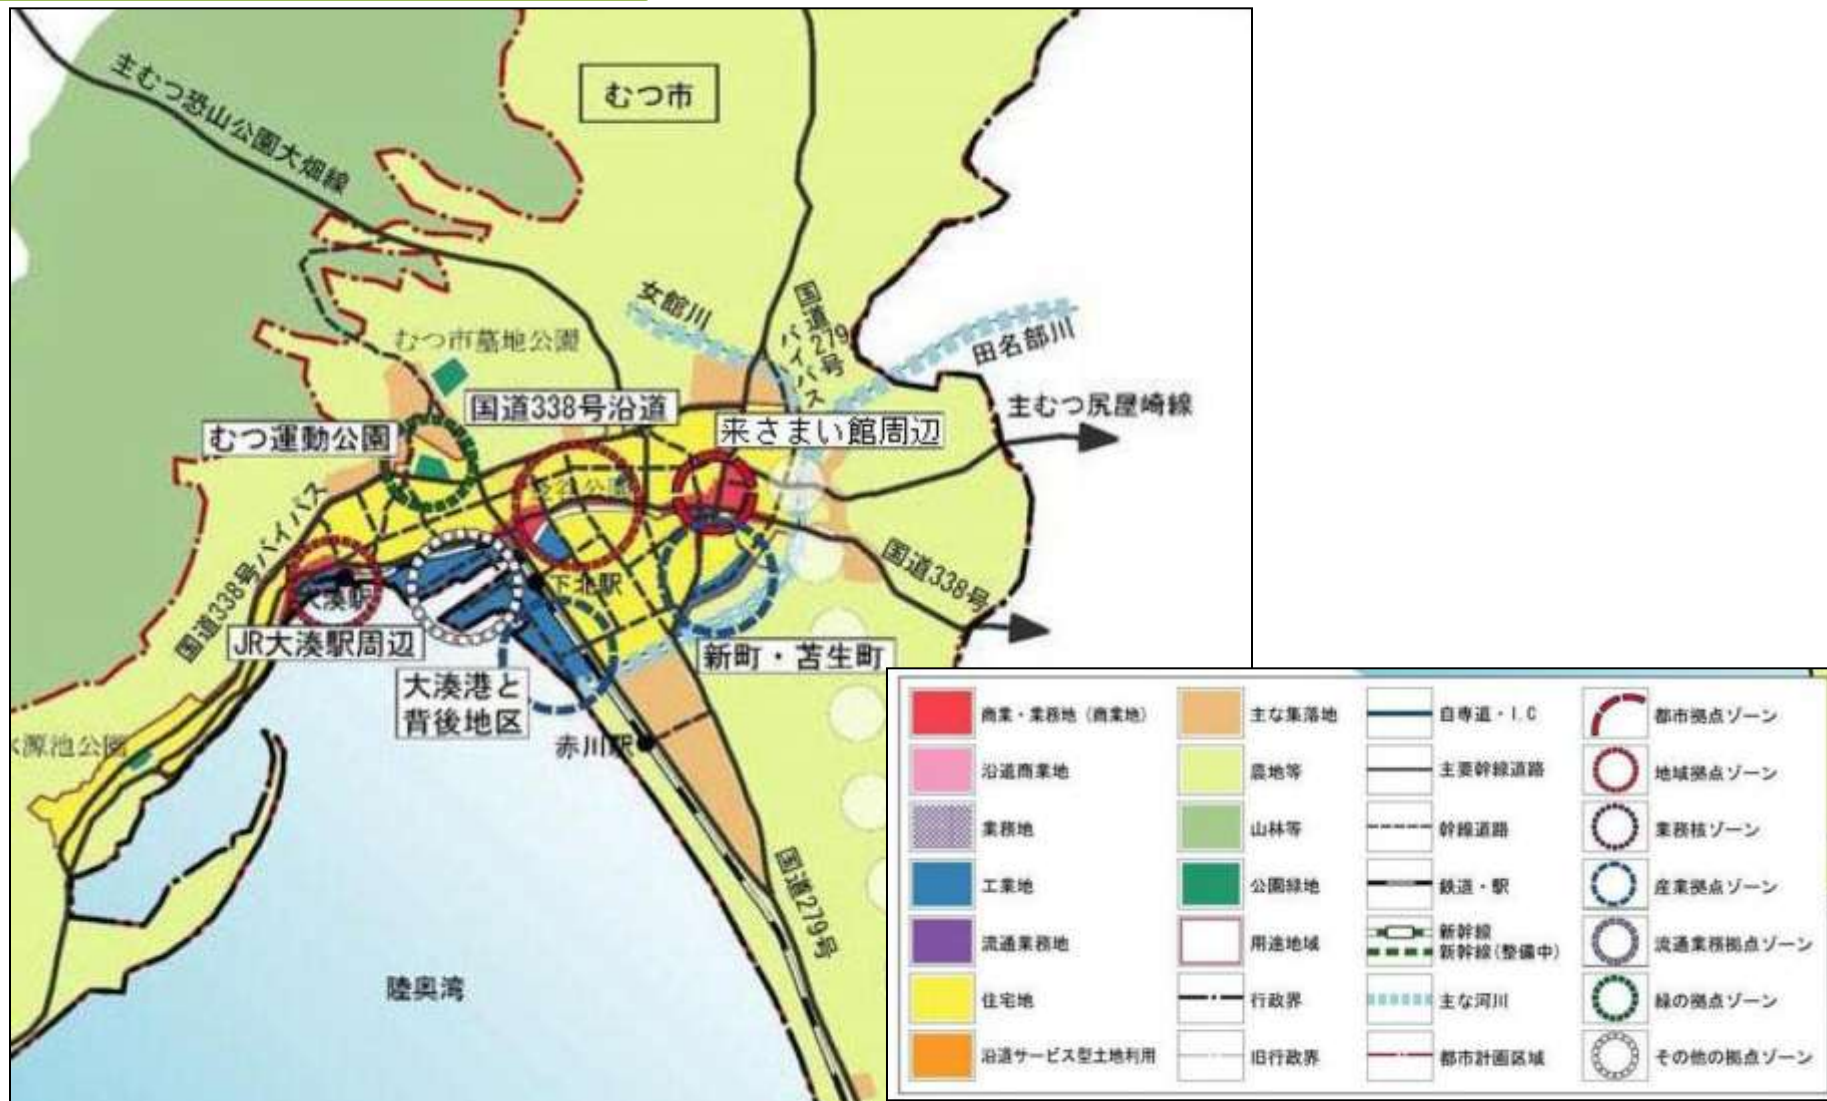 むつ市
主むつ恐山公園大畑線
女館川
国道279号
バイパス
田名部川
むつ市墓地公園
国道338号沿道
主むつ尻屋崎線
むつ運動公園
来さまい館周辺
国道338号バイパス
国道338号
大湊駅
下北駅
JR大湊駅周辺
新町・苫生町
大湊港と
背後地区
赤川駅
水源池公園
国道279号
陸奥湾
商業・業務地(商業地)
沿道商業地
業務地
工業地
流通業務地
住宅地
沿道サービス型土地利用
主な集落地
農地等
山林等
公園緑地
用途地域
行政界
旧行政界
自専道・I.C
主要幹線道路
幹線道路
鉄道・駅
新幹線
新幹線(整備中)
主な河川
都市計画区域
都市拠点ゾーン
地域拠点ゾーン
業務核ゾーン
産業拠点ゾーン
流通業務拠点ゾーン
緑の拠点ゾーン
その他の拠点ゾーン